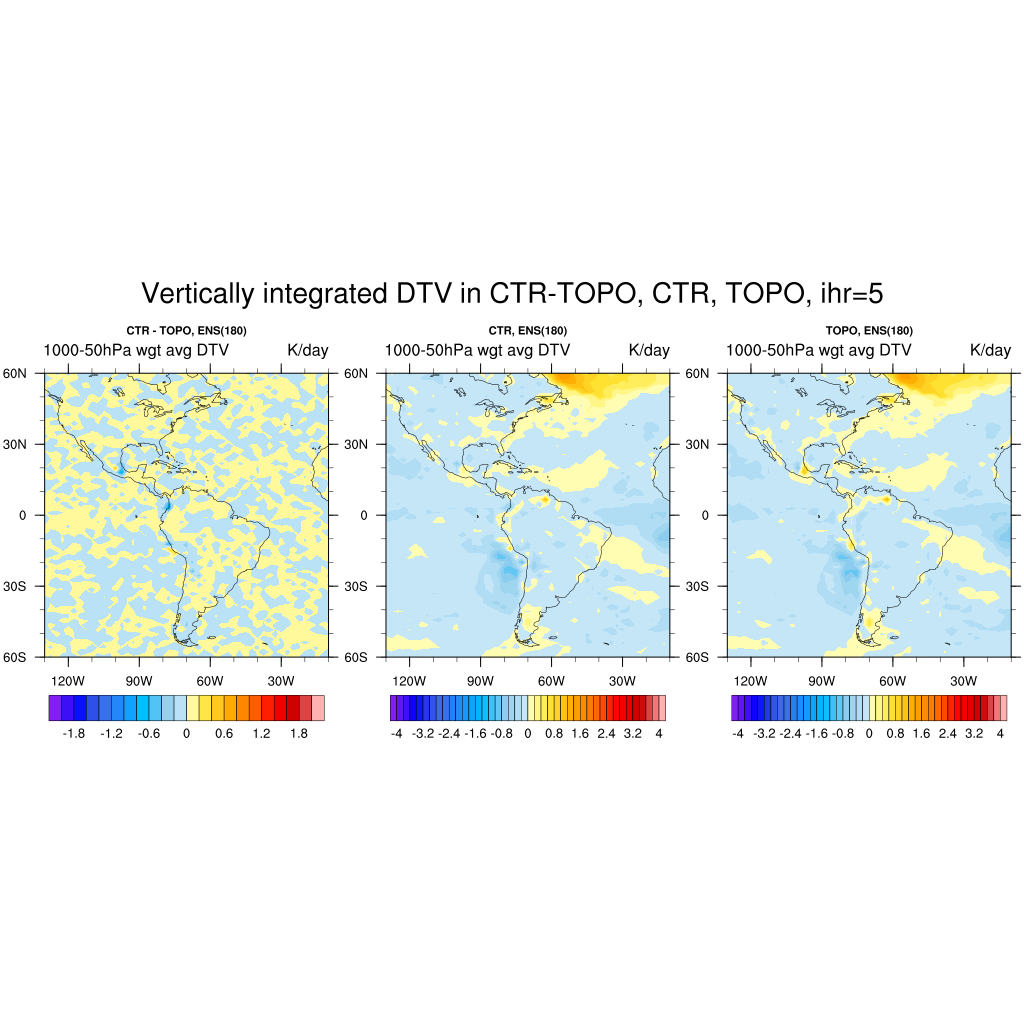 Vertically integrated DTV in CTR-TOPO, CTR, TOPO, ihr=5
CTR - TOPO, ENS(180)
1000-50hPa wgt avg DTV K/day
60N
30N
0
30S
60S
120W 90W 60W 30W
-1.8 -1.2 -0.6 0 0.6 1.2 1.8
CTR, ENS(180)
1000-50hPa wgt avg DTV K/day
60N
30N
0
30S
60S
120W 90W 60W 30W
-4 -3.2 -2.4 -1.6 -0.8 0 0.8 1.6 2.4 3.2 4
TOPO, ENS(180)
1000-50hPa wgt avg DTV K/day
60N
30N
0
30S
60S
120W 90W 60W 30W
-4 -3.2 -2.4 -1.6 -0.8 0 0.8 1.6 2.4 3.2 4